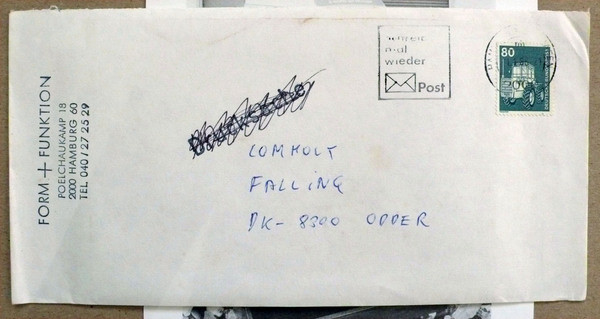 FORM + FUNKTION
POELCHAUKAMP 18
2000 HAMBURG 60
TEL 040/27 25 29
mal
wieder
Post
80
LOMHOLT
FALLING
DK- 8300 ODDER